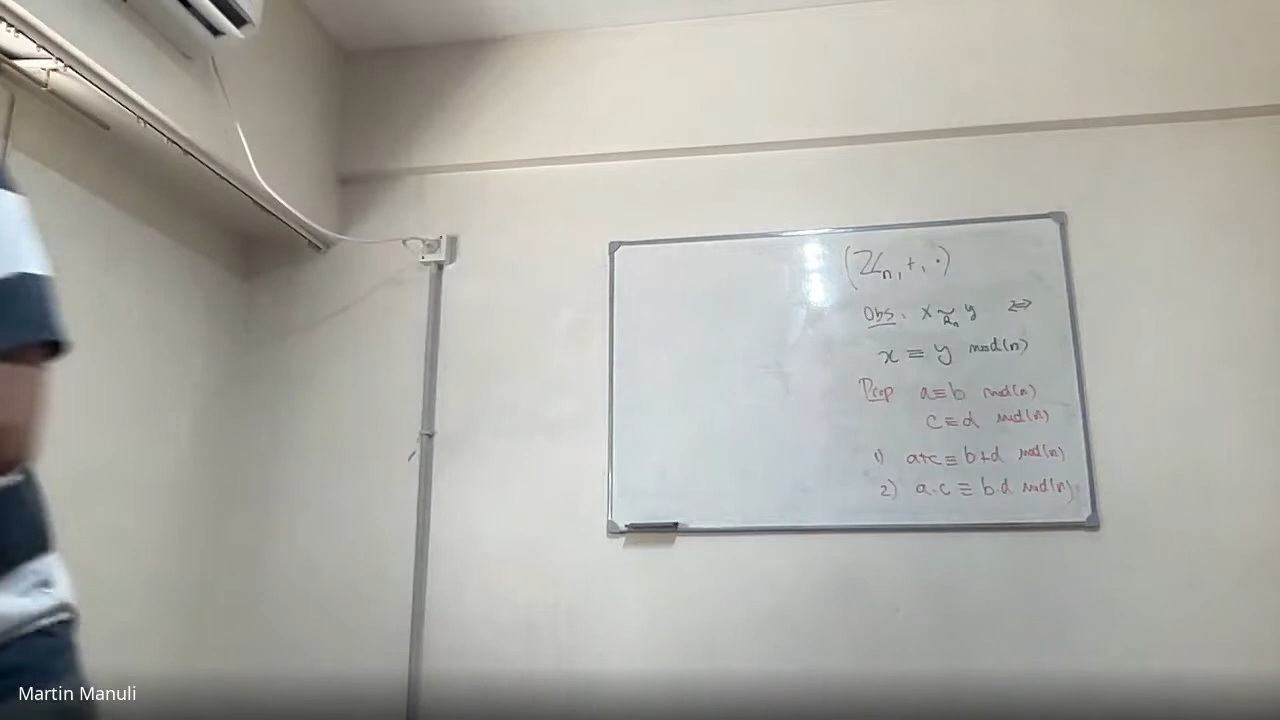 (ℤn, +, ·)
Obs. x ~Rn y ⇔
x ≡ y mod(n)
Prop a≡b mod(n)
c≡d mod(n)
1) a+c ≡ b+d mod(n)
2) a·c ≡ b·d mod(n)
Martin Manuli